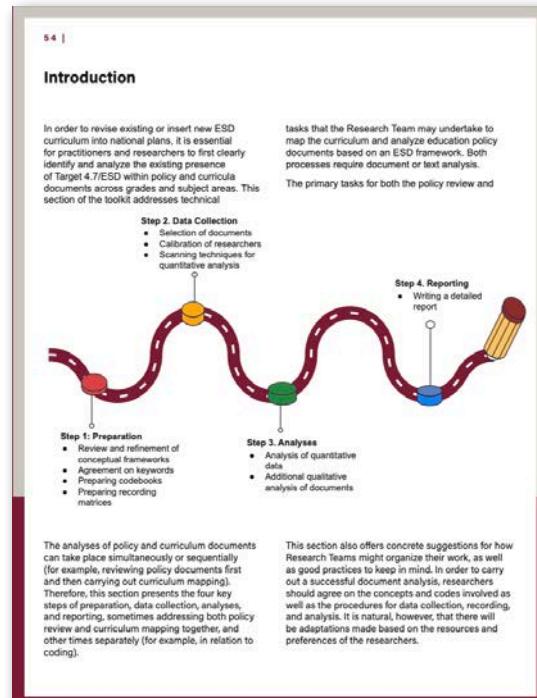 54 |
Introduction
In order to revise existing or insert new ESD
curriculum into national plans, it is essential
for practitioners and researchers to first clearly
identify and analyze the existing presence
of Target 4.7/ESD within policy and curricula
documents across grades and subject areas. This
section of the toolkit addresses technical
tasks that the Research Team may undertake to
map the curriculum and analyze education policy
documents based on an ESD framework. Both
processes require document or text analysis.
The primary tasks for both the policy review and
Step 2. Data Collection
● Selection of documents
● Calibration of researchers
● Scanning techniques for
quantitative analysis
Step 4. Reporting
● Writing a detailed
report
Step 1: Preparation
● Review and refinement of
conceptual frameworks
● Agreement on keywords
● Preparing codebooks
● Preparing recording
matrices
Step 3. Analyses
● Analysis of quantitative
data
● Additional qualitative
analysis of documents
The analyses of policy and curriculum documents
can take place simultaneously or sequentially
(for example, reviewing policy documents first
and then carrying out curriculum mapping).
Therefore, this section presents the four key
steps of preparation, data collection, analyses,
and reporting, sometimes addressing both policy
review and curriculum mapping together, and
other times separately (for example, in relation to
coding).
This section also offers concrete suggestions for how
Research Teams might organize their work, as well
as good practices to keep in mind. In order to carry
out a successful document analysis, researchers
should agree on the concepts and codes involved as
well as the procedures for data collection, recording,
and analysis. It is natural, however, that there will
be adaptations made based on the resources and
preferences of the researchers.